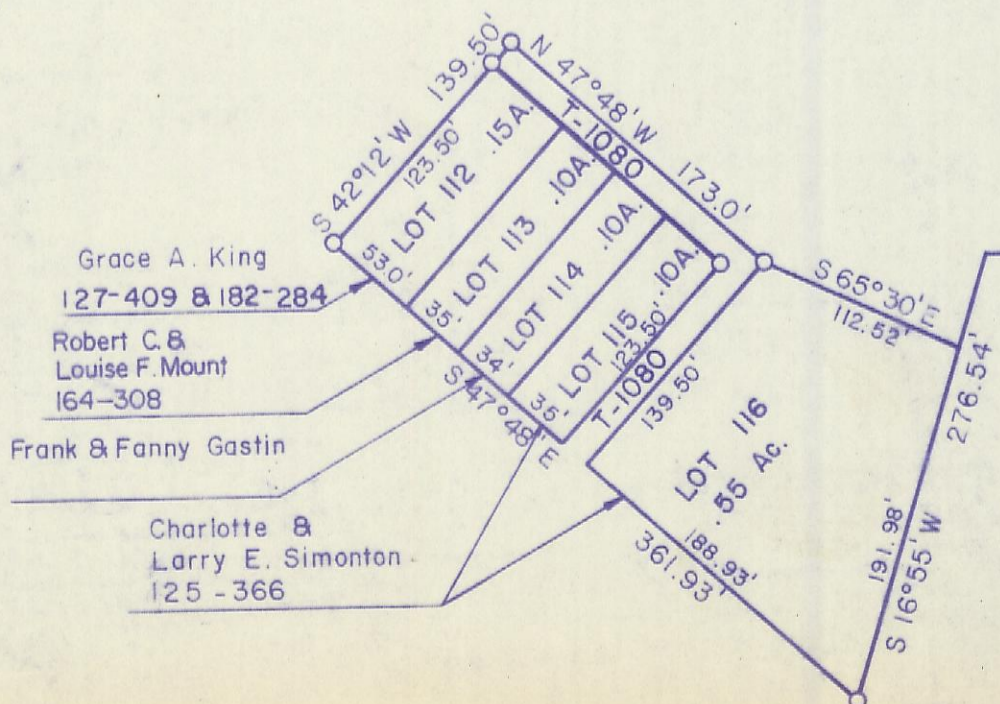 139.50'
N 47°48' W
173.0'
T-1080
S 42°12' W
123.50'
LOT 112 .15A.
LOT 113 .10A.
LOT 114 .10A.
LOT 115 .10A.
123.50'
T-1080
139.50'
53.0'
35'
34'
35'
S 47°48' E
S 65°30' E
112.52'
276.54'
LOT 116
.55 Ac.
188.93'
361.93'
191.98'
S 16°55' W
Grace A. King
127-409 & 182-284
Robert C. &
Louise F. Mount
164-308
Frank & Fanny Gastin
Charlotte &
Larry E. Simonton
125-366